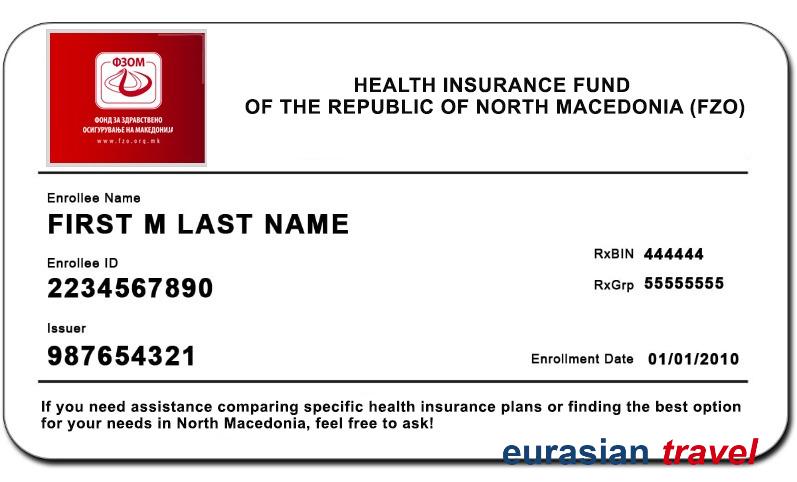 ФЗОМ
ФОНД ЗА ЗДРАВСТВЕНО
ОСИГУРУВАЊЕ НА МАКЕДОНИЈА
www.fzo.org.mk
HEALTH INSURANCE FUND
OF THE REPUBLIC OF NORTH MACEDONIA (FZO)
Enrollee Name
FIRST M LAST NAME
Enrollee ID
2234567890
RxBIN 444444
RxGrp 55555555
Issuer
987654321
Enrollment Date 01/01/2010
If you need assistance comparing specific health insurance plans or finding the best option
for your needs in North Macedonia, feel free to ask!
eurasian travel